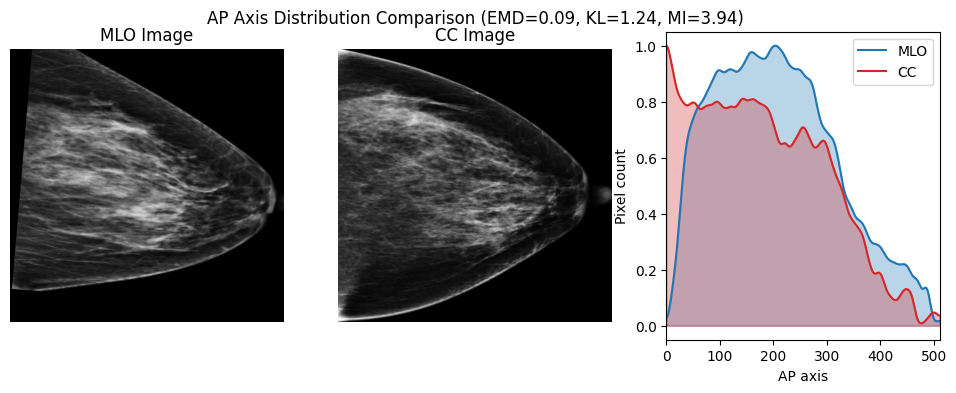 AP Axis Distribution Comparison (EMD=0.09, KL=1.24, MI=3.94)
MLO Image
CC Image
MLO
CC
Pixel count
1.0
0.8
0.6
0.4
0.2
0.0
0 100 200 300 400 500
AP axis